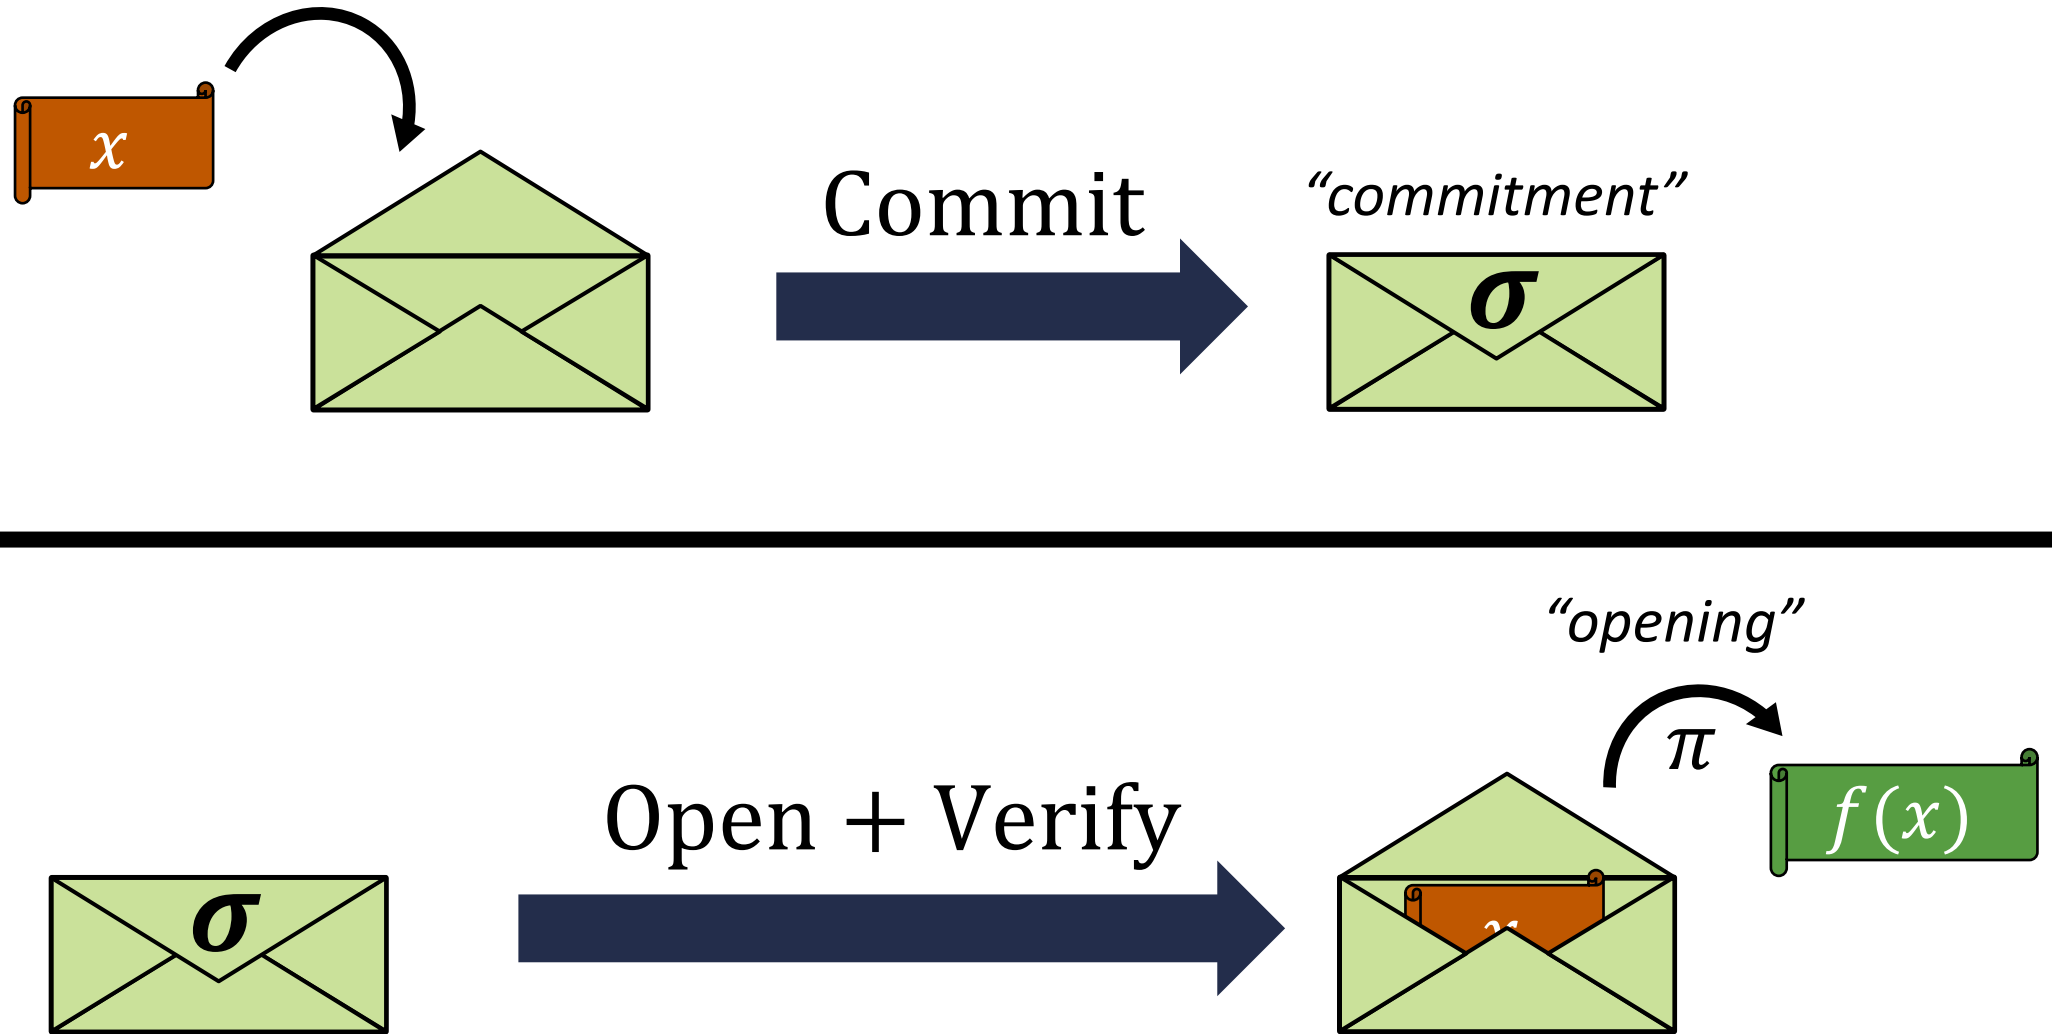 x
Commit
“commitment”
σ
“opening”
π
f(x)
Open + Verify
σ
x